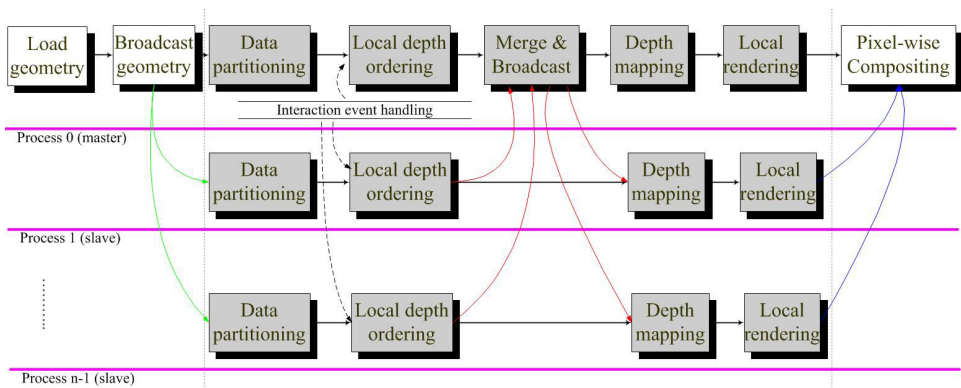 Load
geometry
Broadcast
geometry
Data
partitioning
Local depth
ordering
Merge &
Broadcast
Depth
mapping
Local
rendering
Pixel-wise
Compositing
Interaction event handling
Process 0 (master)
Data
partitioning
Local depth
ordering
Depth
mapping
Local
rendering
Process 1 (slave)
Data
partitioning
Local depth
ordering
Depth
mapping
Local
rendering
Process n-1 (slave)